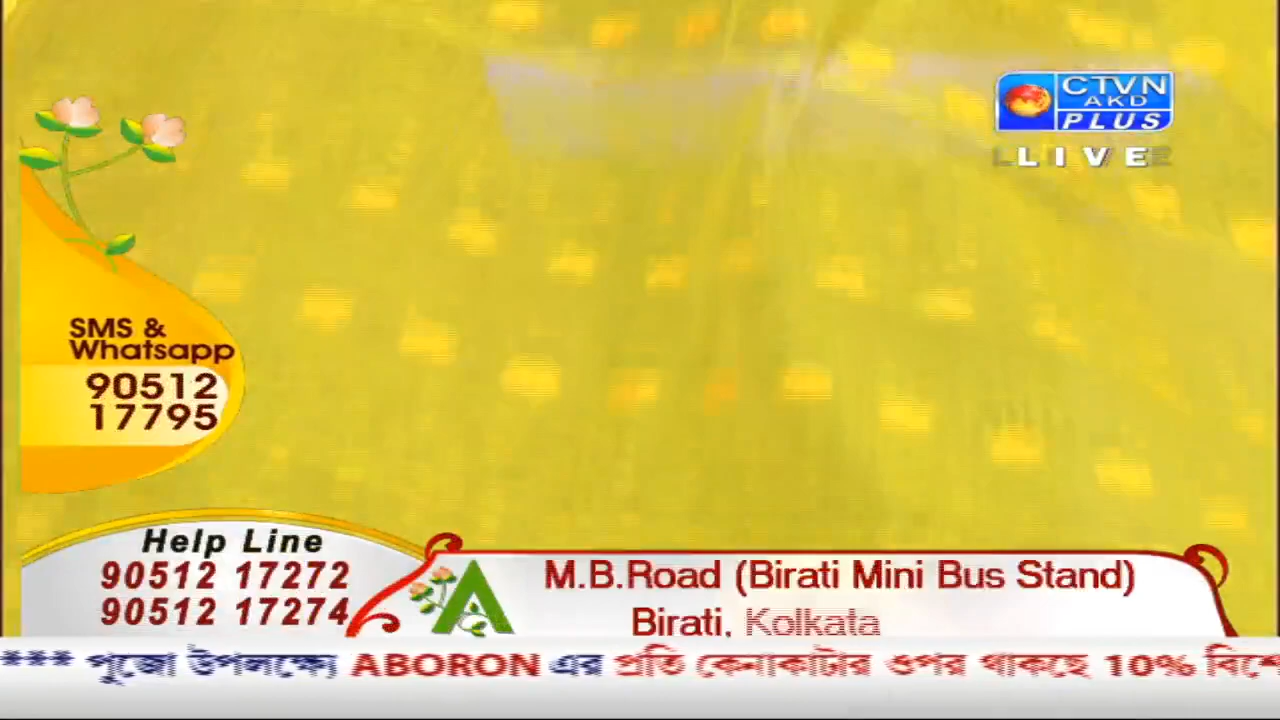 CTVN
AKD
PLUS
LIVE
SMS &
Whatsapp
90512
17795
Help Line
90512 17272
90512 17274
A
M.B.Road (Birati Mini Bus Stand)
Birati, Kolkata
*** পুজো উপলক্ষ্যে ABORON এর প্রতি কেনাকাটার ওপর থাকছে 10% বিশে